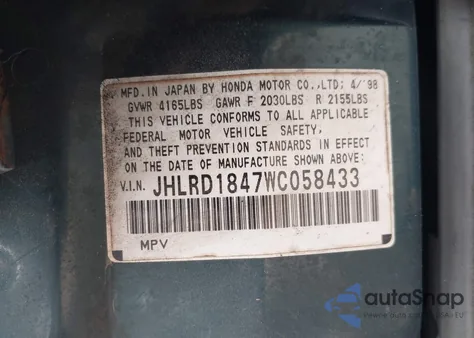 MFD.IN JAPAN BY HONDA MOTOR CO.,LTD: 4/'98
GVWR 4165LBS GAWR F 2030LBS R 2155LBS
THIS VEHICLE CONFORMS TO ALL APPLICABLE
FEDERAL MOTOR VEHICLE SAFETY,
AND THEFT PREVENTION STANDARDS IN EFFECT
ON THE DATE OF MANUFACTURE SHOWN ABOVE:
V.I.N. JHLRD1847WC058433
MPV
autoSnap